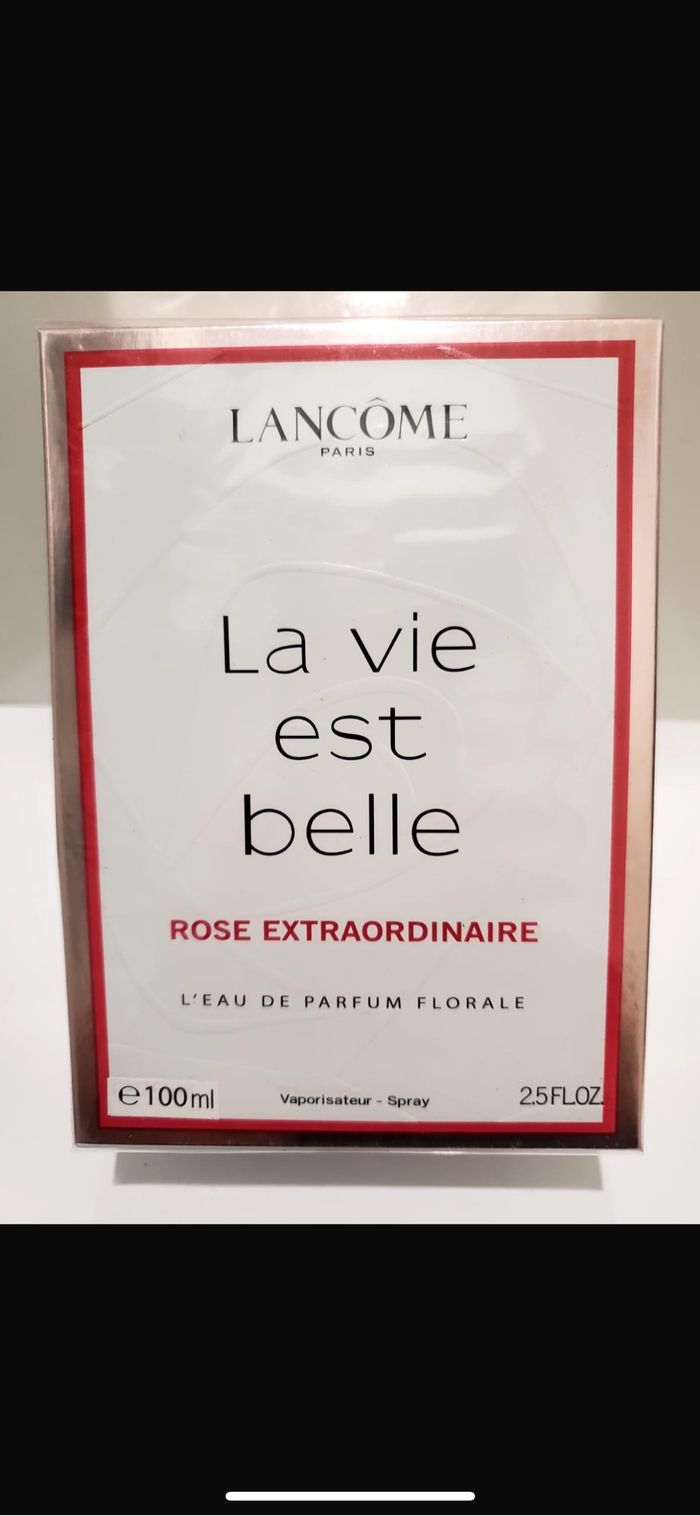 LANCÔME
PARIS
La vie
est
belle
ROSE EXTRAORDINAIRE
L'EAU DE PARFUM FLORALE
℮100ml Vaporisateur - Spray 2.5FL.OZ.